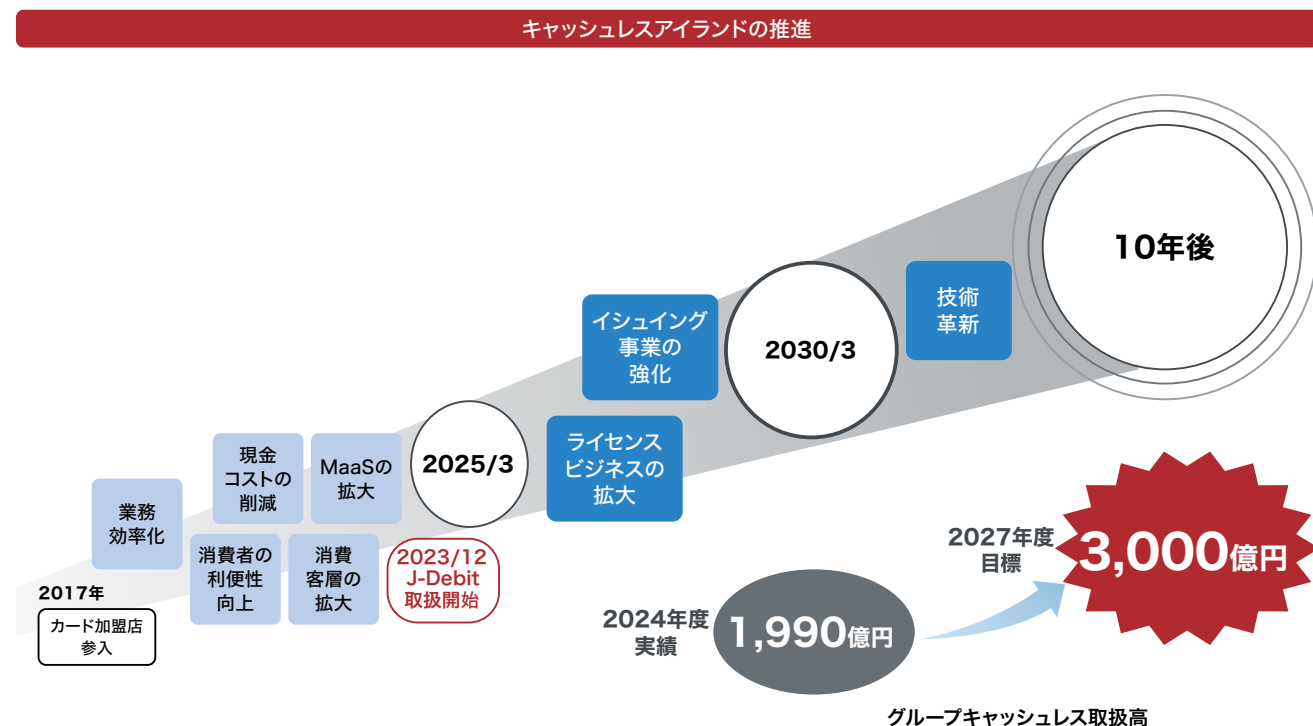 キャッシュレスアイランドの推進
2017年
カード加盟店
参入
業務
効率化
現金
コストの
削減
消費者の
利便性
向上
MaaSの
拡大
消費
客層の
拡大
2025/3
2023/12
J-Debit
取扱開始
イシュイング
事業の
強化
ライセンス
ビジネスの
拡大
2030/3
技術
革新
10年後
2024年度
実績
1,990億円
2027年度
目標
3,000億円
グループキャッシュレス取扱高